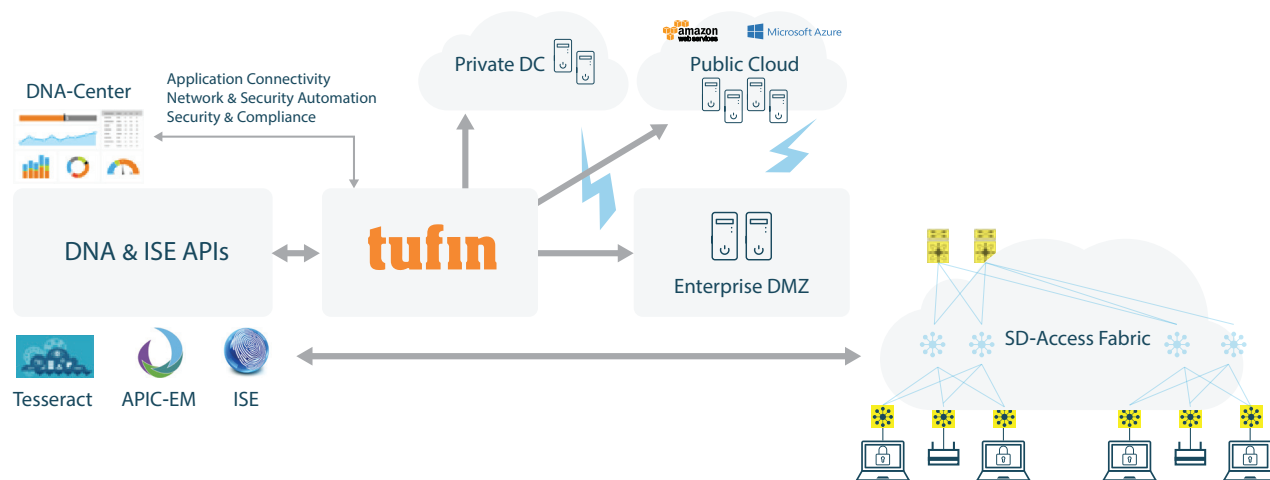 amazon
web services
Microsoft Azure
Private DC
Public Cloud
DNA-Center
Application Connectivity
Network & Security Automation
Security & Compliance
DNA & ISE APIs
tufin
Enterprise DMZ
SD-Access Fabric
Tesseract
APIC-EM
ISE